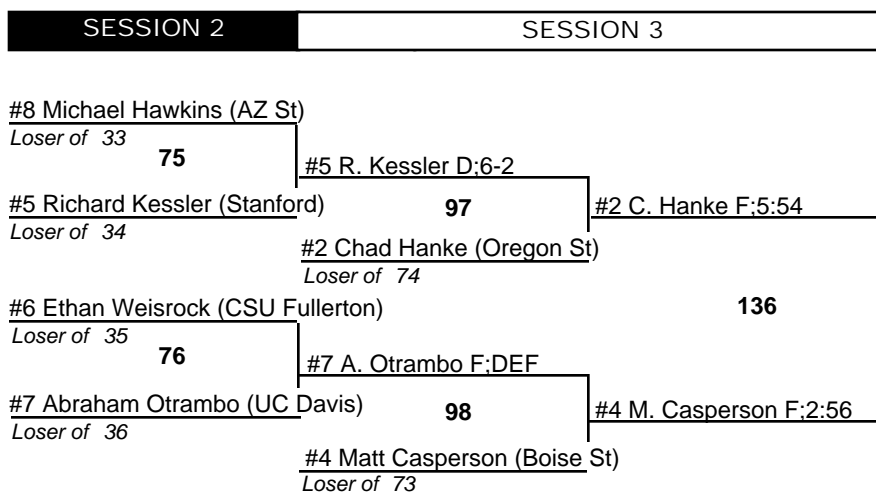 SESSION 2
SESSION 3
#8 Michael Hawkins (AZ St)
Loser of 33
75
#5 R. Kessler D;6-2
#5 Richard Kessler (Stanford)
97
#2 C. Hanke F;5:54
Loser of 34
#2 Chad Hanke (Oregon St)
Loser of 74
#6 Ethan Weisrock (CSU Fullerton)
136
Loser of 35
76
#7 A. Otrambo F;DEF
#7 Abraham Otrambo (UC Davis)
98
#4 M. Casperson F;2:56
Loser of 36
#4 Matt Casperson (Boise St)
Loser of 73